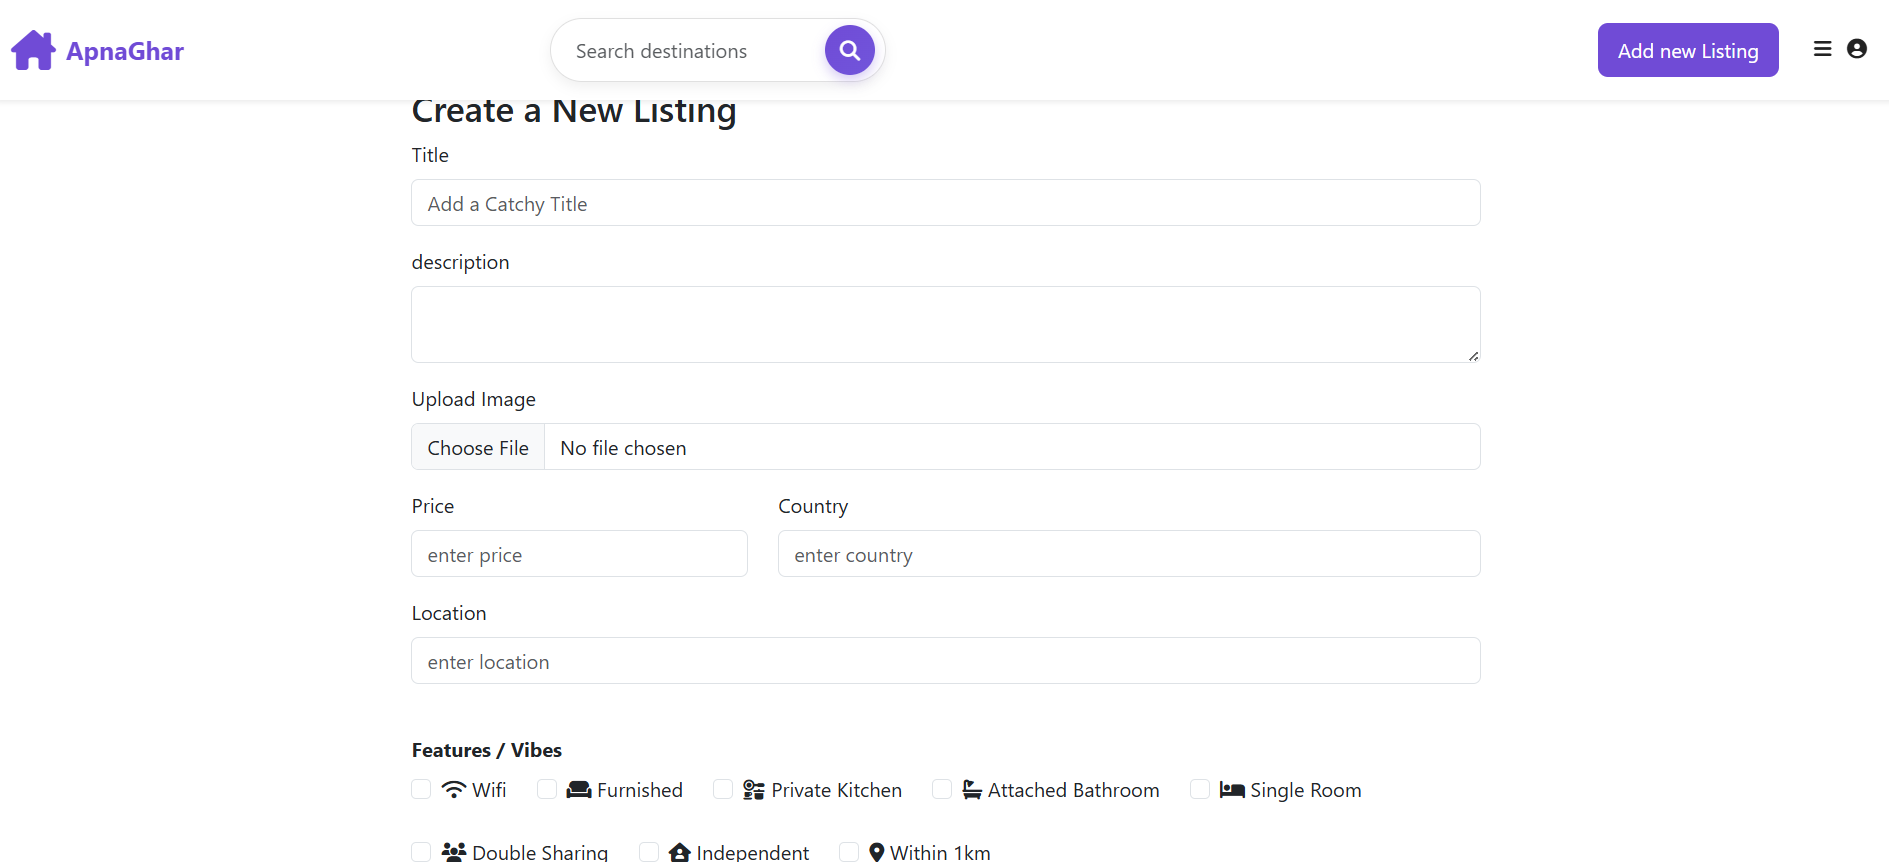 ApnaGhar
Search destinations
Add new Listing
Create a New Listing
Title
Add a Catchy Title
description
Upload Image
Choose File No file chosen
Price Country
enter price enter country
Location
enter location
Features / Vibes
Wifi Furnished Private Kitchen Attached Bathroom Single Room
Double Sharing Independent Within 1km